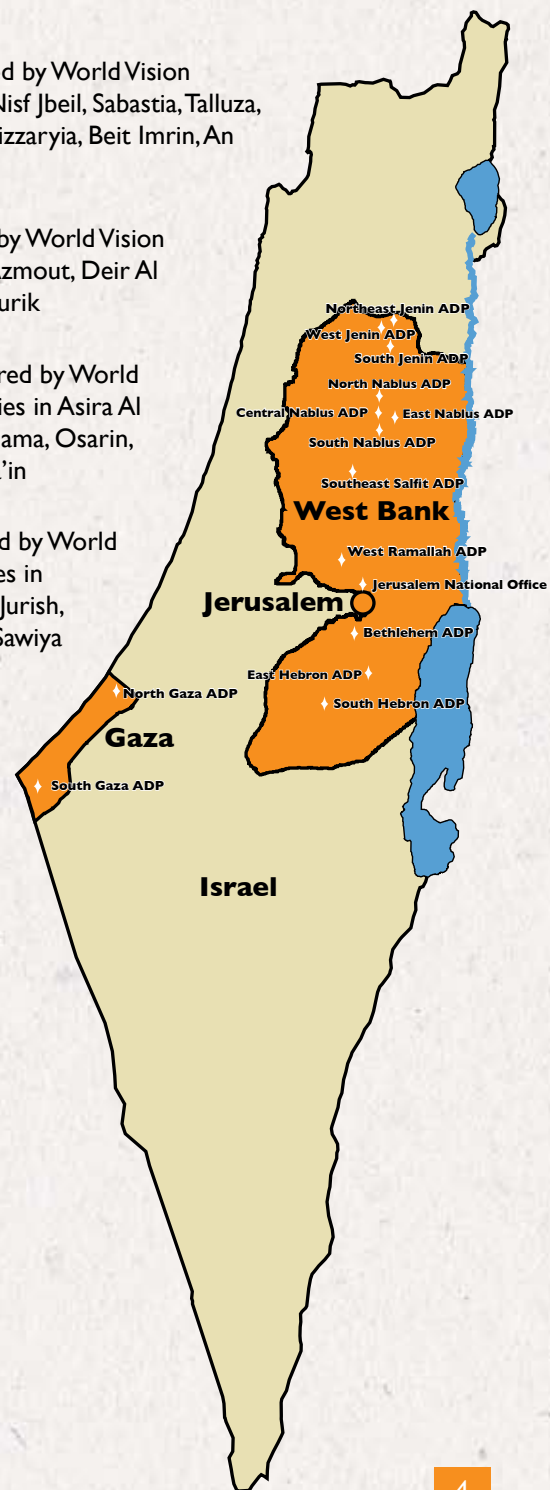 d by World Vision
Nisf Jbeil, Sabastia, Talluza,
izzaryia, Beit Imrin, An
by World Vision
Azmout, Deir Al
urik
red by World
ies in Asira Al
ama, Osarin,
'in
d by World
es in
Jurish,
Sawiya
Northeast Jenin ADP
West Jenin ADP
South Jenin ADP
North Nablus ADP
Central Nablus ADP
East Nablus ADP
South Nablus ADP
Southeast Salfit ADP
West Bank
West Ramallah ADP
Jerusalem National Office
Jerusalem
Bethlehem ADP
East Hebron ADP
South Hebron ADP
North Gaza ADP
Gaza
South Gaza ADP
Israel
4